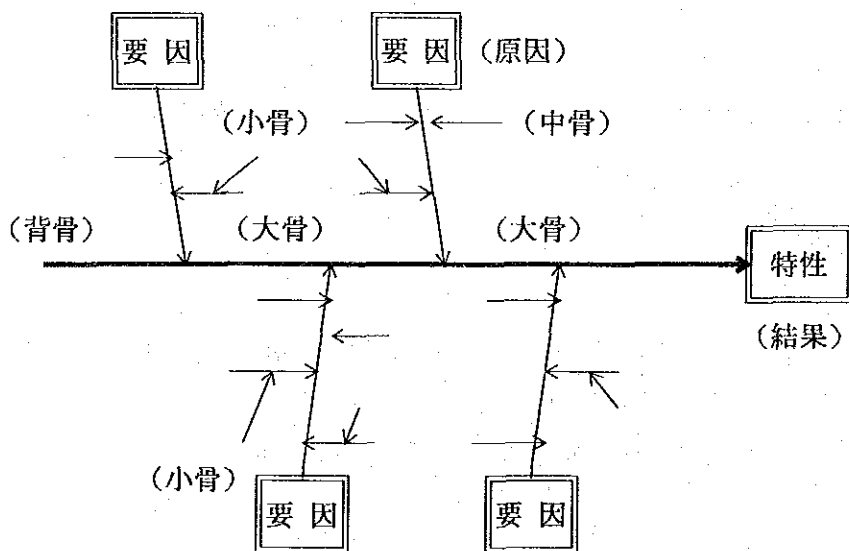 要因
要因 (原因)
(小骨) (中骨)
(背骨) (大骨) (大骨)
特性
(結果)
(小骨)
要因 要因